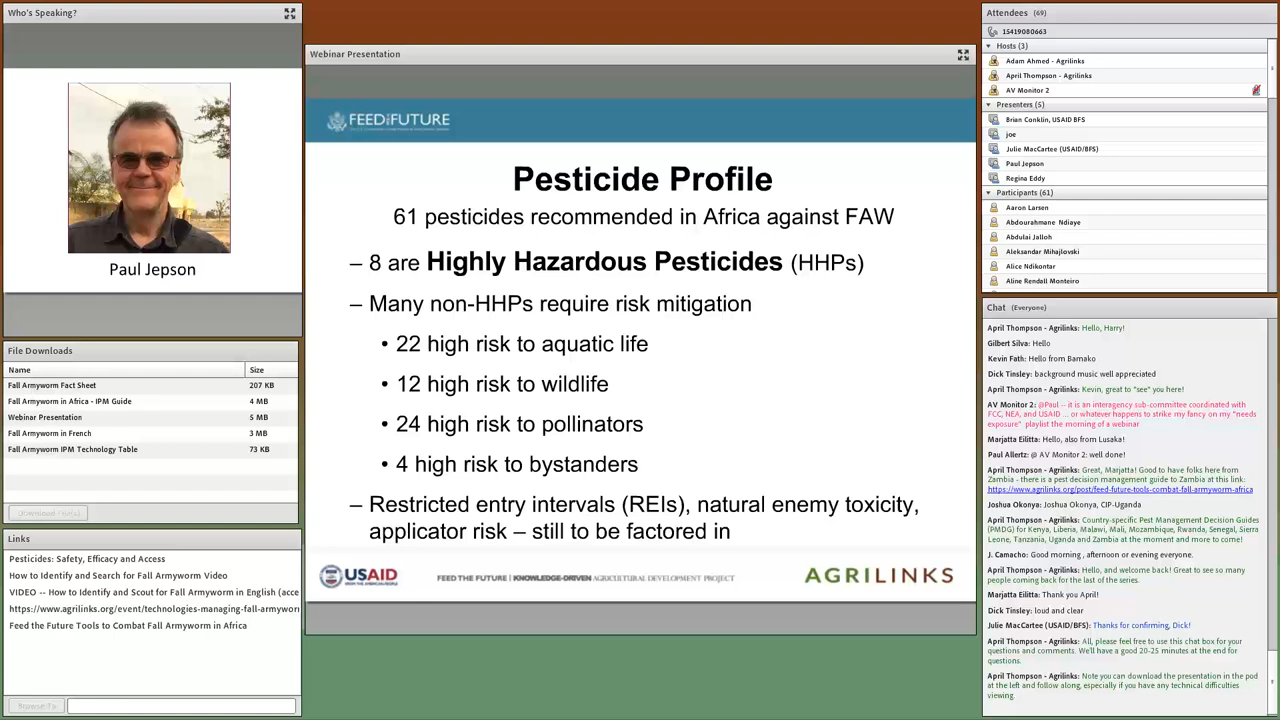 Who's Speaking?
Paul Jepson
File Downloads
Name Size
Fall Armyworm Fact Sheet 207 KB
Fall Armyworm in Africa - IPM Guide 4 MB
Webinar Presentation 5 MB
Fall Armyworm in French 3 MB
Fall Armyworm IPM Technology Table 73 KB
Download File(s)
Links
Pesticides: Safety, Efficacy and Access
How to Identify and Search for Fall Armyworm Video
VIDEO -- How to Identify and Scout for Fall Armyworm in English (acce
https://www.agrilinks.org/event/technologies-managing-fall-armywor
Feed the Future Tools to Combat Fall Armyworm in Africa
Browse To
Webinar Presentation
FEEDTHEFUTURE
Pesticide Profile
61 pesticides recommended in Africa against FAW
– 8 are Highly Hazardous Pesticides (HHPs)
– Many non-HHPs require risk mitigation
• 22 high risk to aquatic life
• 12 high risk to wildlife
• 24 high risk to pollinators
• 4 high risk to bystanders
– Restricted entry intervals (REIs), natural enemy toxicity,
applicator risk – still to be factored in
USAID
FEED THE FUTURE | KNOWLEDGE-DRIVEN AGRICULTURAL DEVELOPMENT PROJECT
AGRILINKS
Attendees (69)
15419080663
Hosts (3)
Adam Ahmed - Agrilinks
April Thompson - Agrilinks
AV Monitor 2
Presenters (5)
Brian Conklin, USAID BFS
joe
Julie MacCartee (USAID/BFS)
Paul Jepson
Regina Eddy
Participants (61)
Aaron Larsen
Abdourahmane Ndiaye
Abdulai Jalloh
Aleksandar Mihajlovski
Alice Ndikontar
Aline Rendall Monteiro
Chat (Everyone)
April Thompson - Agrilinks: Hello, Harry!
Gilbert Silva: Hello
Kevin Fath: Hello from Bamako
Dick Tinsley: background music well appreciated
April Thompson - Agrilinks: Kevin, great to "see" you here!
AV Monitor 2: @Paul -- it is an interagency sub-committee coordinated with
FCC, NEA, and USAID ... or whatever happens to strike my fancy on my "needs
exposure" playlist the morning of a webinar
Marjatta Eilitta: Hello, also from Lusaka!
Paul Allertz: @ AV Monitor 2: well done!
April Thompson - Agrilinks: Great, Marjatta! Good to have folks here from
Zambia - there is a pest decision management guide to Zambia at this link:
https://www.agrilinks.org/post/feed-future-tools-combat-fall-armyworm-africa
Joshua Okonya: Joshua Okonya, CIP-Uganda
April Thompson - Agrilinks: Country-specific Pest Management Decision Guides
(PMDG) for Kenya, Liberia, Malawi, Mali, Mozambique, Rwanda, Senegal, Sierra
Leone, Tanzania, Uganda and Zambia at the moment and more to come!
J. Camacho: Good morning , afternoon or evening everyone.
April Thompson - Agrilinks: Hello, and welcome back! Great to see so many
people coming back for the last of the series.
Marjatta Eilitta: Thank you April!
Dick Tinsley: loud and clear
Julie MacCartee (USAID/BFS): Thanks for confirming, Dick!
April Thompson - Agrilinks: All, please feel free to use this chat box for your
questions and comments. We'll have a good 20-25 minutes at the end for
questions.
April Thompson - Agrilinks: Note you can download the presentation in the pod
at the left and follow along, especially if you have any technical difficulties
viewing.